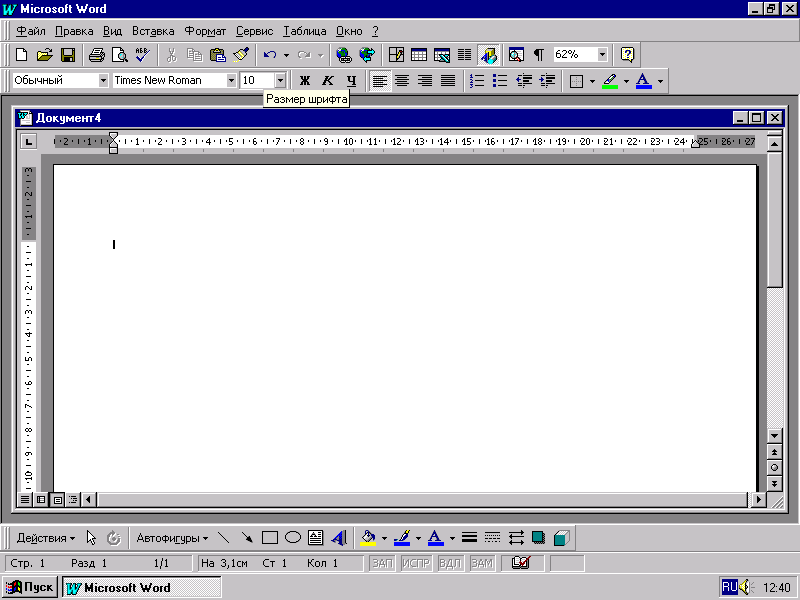 Microsoft Word
Файл Правка Вид Вставка Формат Сервис Таблица Окно ?
62%
Обычный Times New Roman 10 Ж К Ч
Размер шрифта
Документ4
2 1 1 2 3 4 5 6 7 8 9 10 11 12 13 14 15 16 17 18 19 20 21 22 23 24 25 26 27
3
2
1
1
2
3
4
5
6
7
8
9
10
Действия Автофигуры
Стр. 1 Разд 1 1/1 На 3,1см Ст 1 Кол 1 ЗАП ИСПР ВДЛ ЗАМ
Пуск Microsoft Word RU 12:40